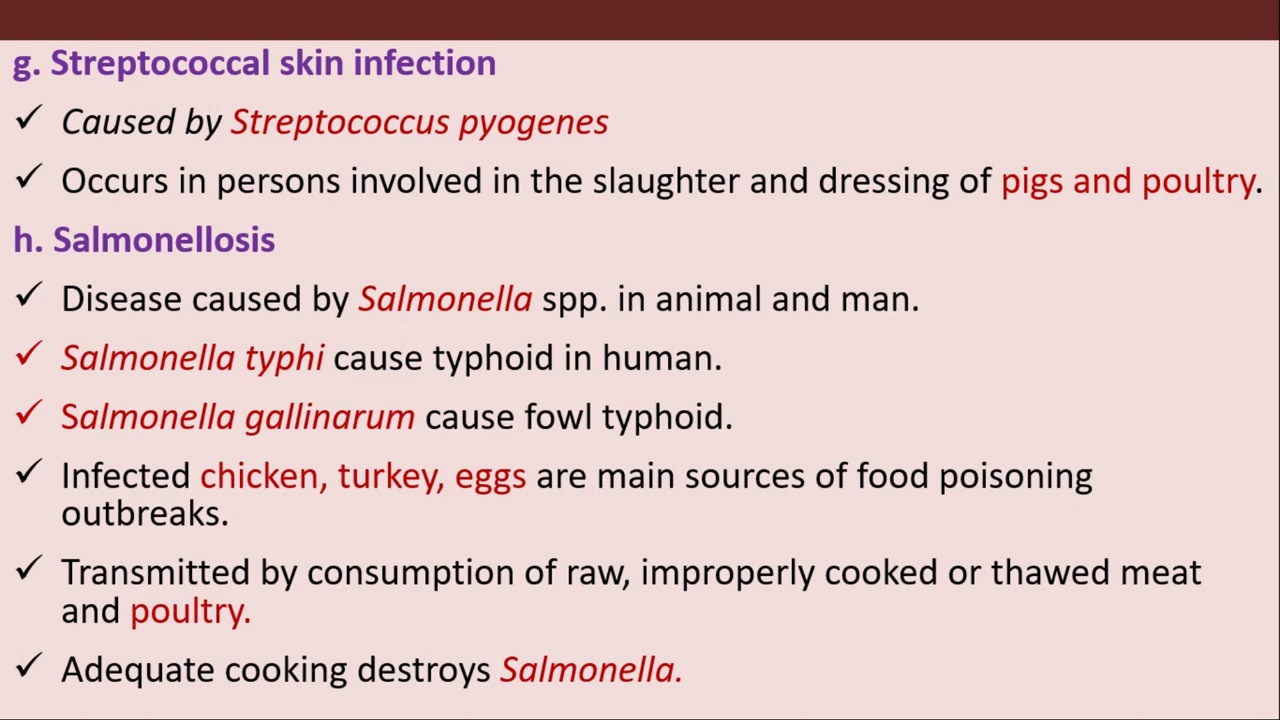 g. Streptococcal skin infection
✓ Caused by Streptococcus pyogenes
✓ Occurs in persons involved in the slaughter and dressing of pigs and poultry.
h. Salmonellosis
✓ Disease caused by Salmonella spp. in animal and man.
✓ Salmonella typhi cause typhoid in human.
✓ Salmonella gallinarum cause fowl typhoid.
✓ Infected chicken, turkey, eggs are main sources of food poisoning
outbreaks.
✓ Transmitted by consumption of raw, improperly cooked or thawed meat
and poultry.
✓ Adequate cooking destroys Salmonella.